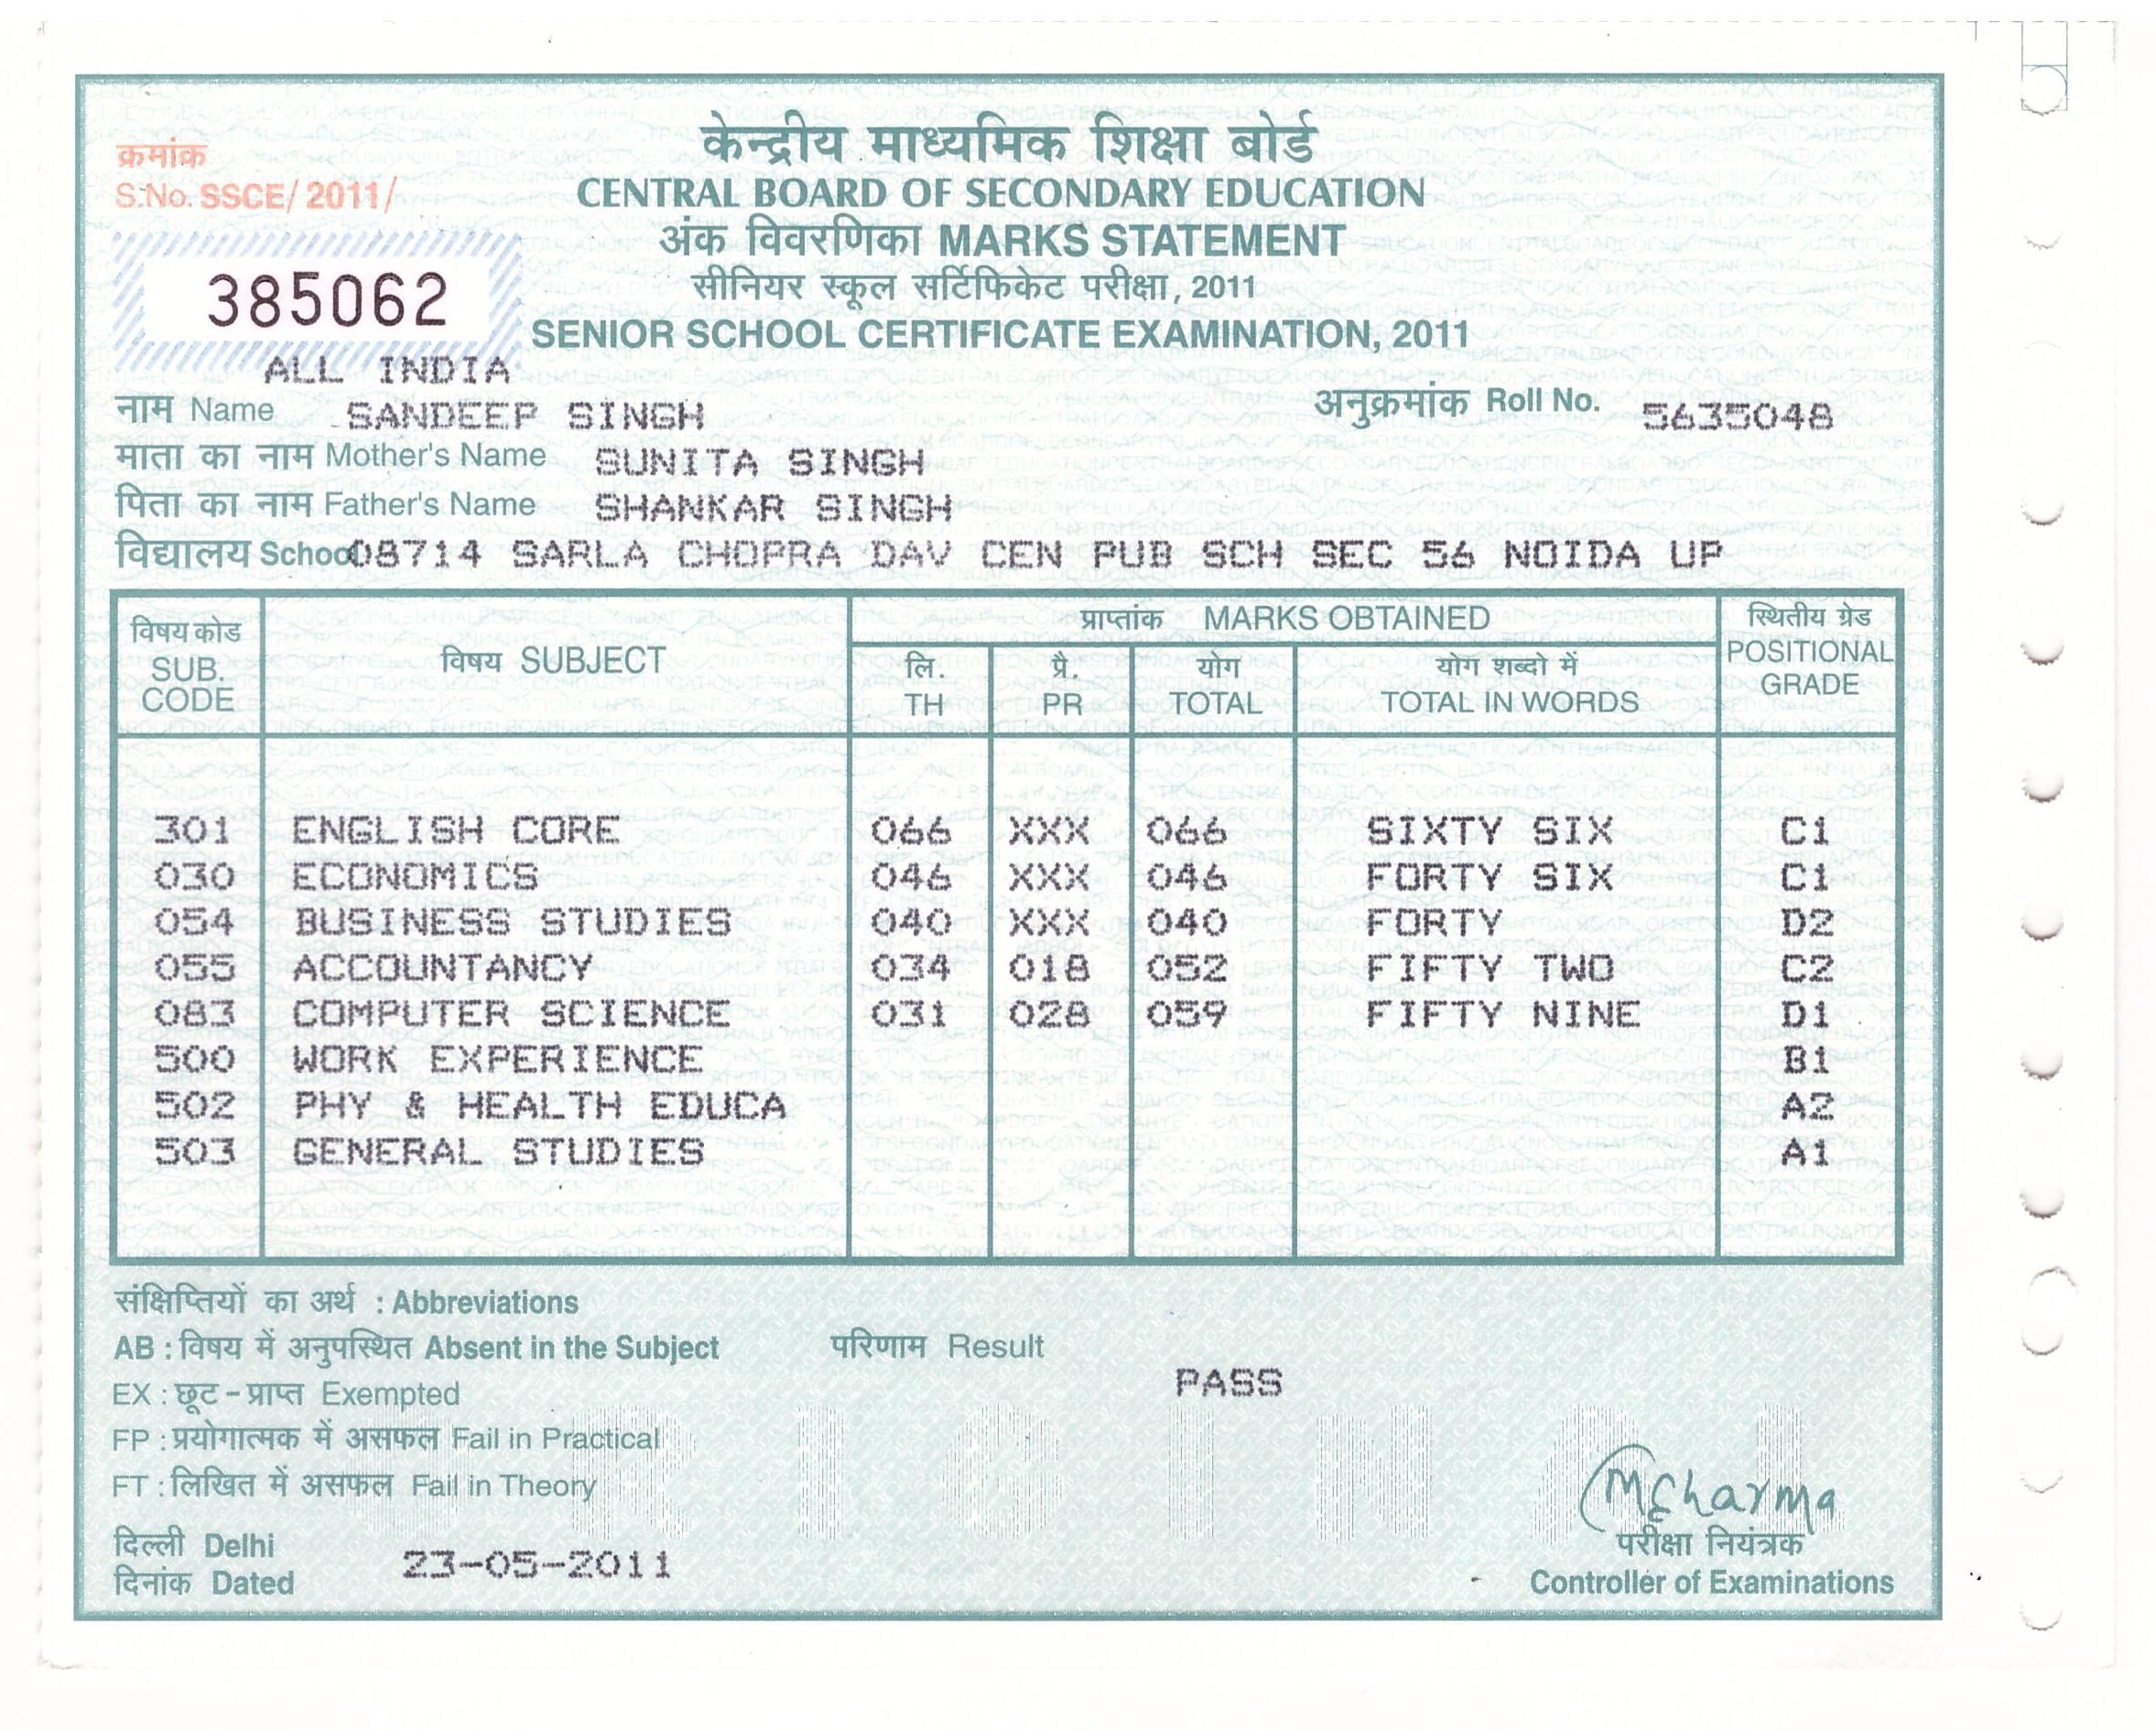 क्रमांक
S.No. SSCE/ 2011/
385062
केन्द्रीय माध्यमिक शिक्षा बोर्ड
CENTRAL BOARD OF SECONDARY EDUCATION
अंक विवरणिका MARKS STATEMENT
सीनियर स्कूल सर्टिफिकेट परीक्षा, 2011
SENIOR SCHOOL CERTIFICATE EXAMINATION, 2011
ALL INDIA
नाम Name SANDEEP SINGH अनुक्रमांक Roll No. 5635048
माता का नाम Mother's Name SUNITA SINGH
पिता का नाम Father's Name SHANKAR SINGH
विद्यालय School 08714 SARLA CHOPRA DAV CEN PUB SCH SEC 56 NOIDA UP
विषय कोड SUB. CODE विषय SUBJECT प्राप्तांक MARKS OBTAINED स्थितीय ग्रेड POSITIONAL GRADE
लि. TH प्रै. PR योग TOTAL योग शब्दो में TOTAL IN WORDS
301 ENGLISH CORE 066 XXX 066 SIXTY SIX C1
030 ECONOMICS 046 XXX 046 FORTY SIX C1
054 BUSINESS STUDIES 040 XXX 040 FORTY D2
055 ACCOUNTANCY 034 018 052 FIFTY TWO C2
083 COMPUTER SCIENCE 031 028 059 FIFTY NINE D1
500 WORK EXPERIENCE B1
502 PHY & HEALTH EDUCA A2
503 GENERAL STUDIES A1
संक्षिप्तियों का अर्थ : Abbreviations
AB : विषय में अनुपस्थित Absent in the Subject परिणाम Result
PASS
EX : छूट - प्राप्त Exempted
FP : प्रयोगात्मक में असफल Fail in Practical
FT : लिखित में असफल Fail in Theory
ORIGINAL
दिल्ली Delhi
दिनांक Dated 23-05-2011
परीक्षा नियंत्रक
Controller of Examinations